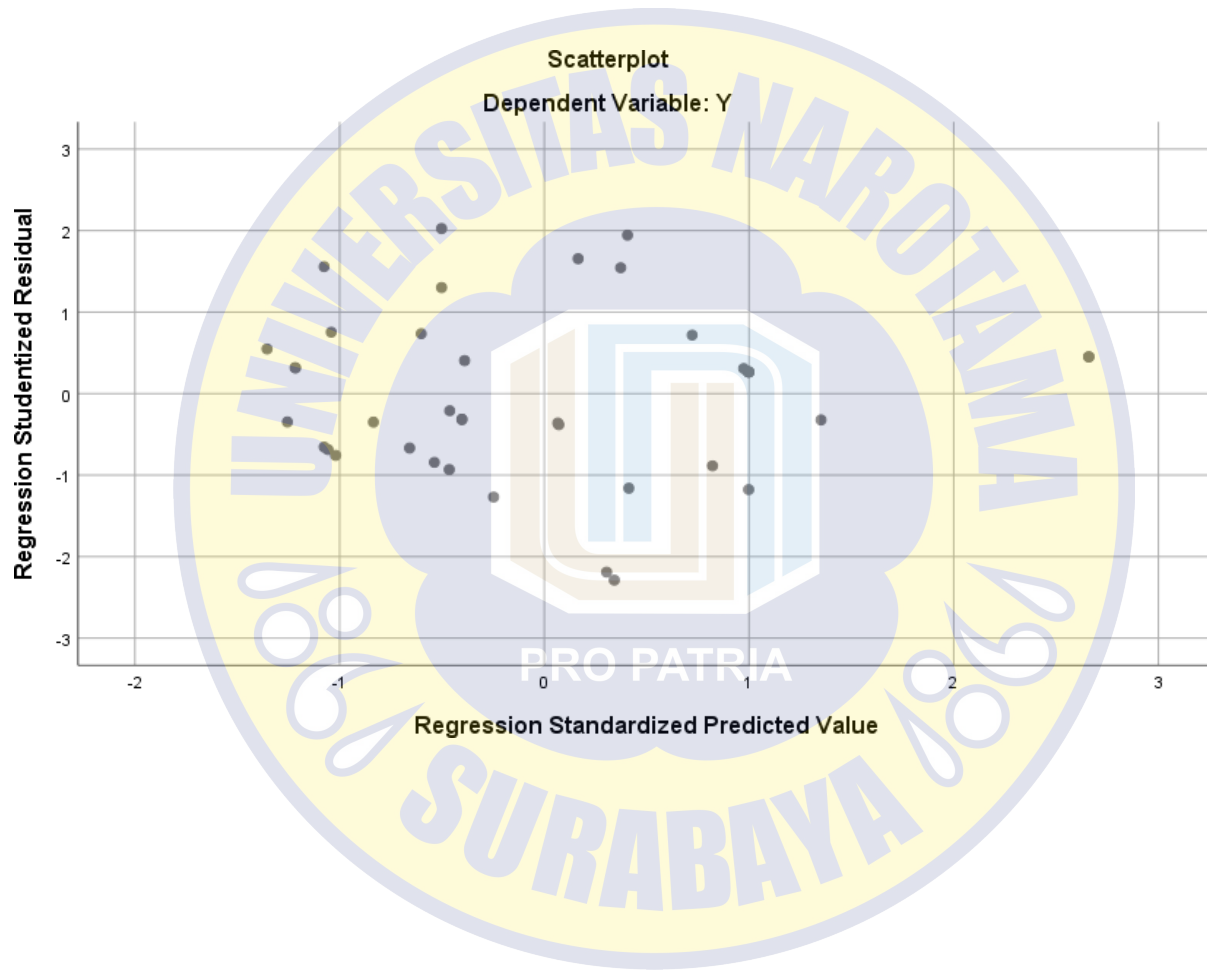 Scatterplot
Dependent Variable: Y
UNIVERSITAS NAROTAMA
Regression Studentized Residual
3
2
1
0
-1
-2
-3
PRO PATRIA
-2 -1 0 1 2 3
Regression Standardized Predicted Value
SURABAYA